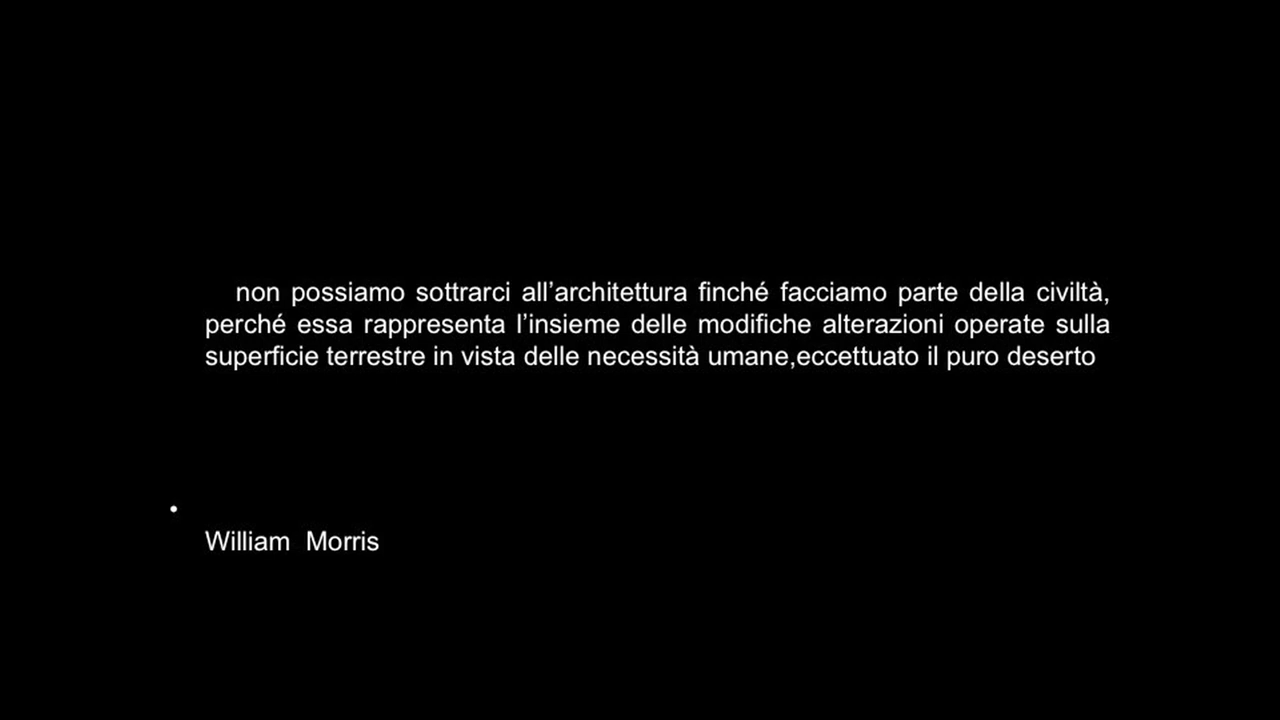 non possiamo sottrarci all’architettura finché facciamo parte della civiltà,
perché essa rappresenta l’insieme delle modifiche alterazioni operate sulla
superficie terrestre in vista delle necessità umane,eccettuato il puro deserto
•
William Morris